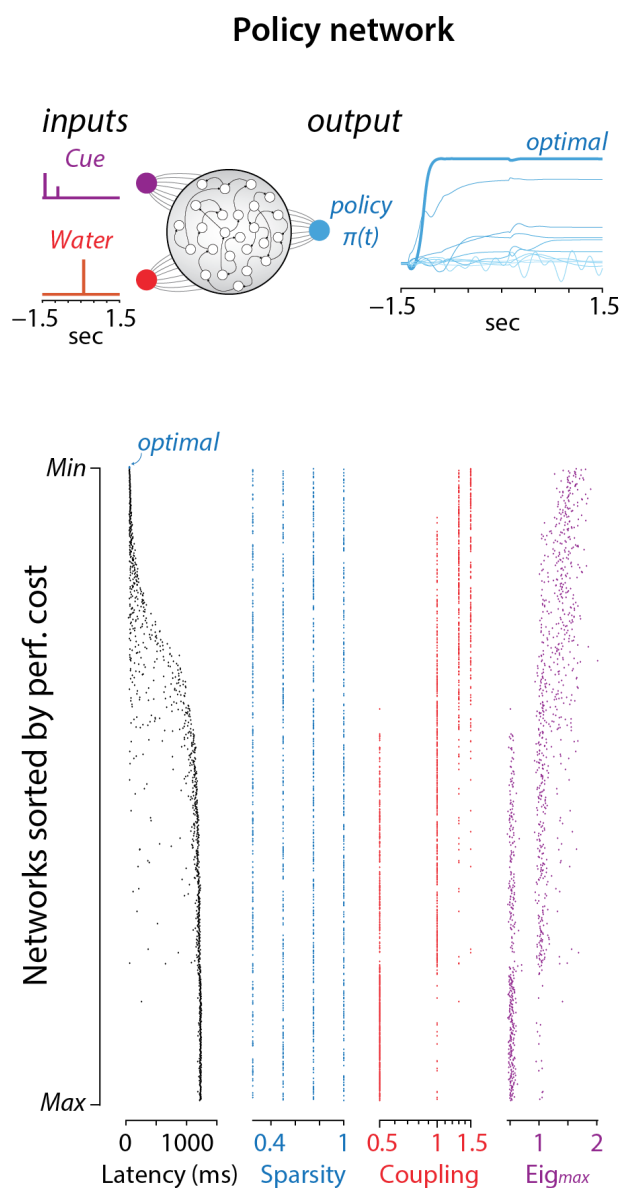 Policy network
inputs
output
Cue
optimal
policy
π(t)
Water
−1.5 1.5
sec
−1.5 1.5
sec
optimal
Min
Networks sorted by perf. cost
Max
0 1000
Latency (ms)
0.4 1
Sparsity
0.5 1 1.5
Coupling
1 2
Eigmax